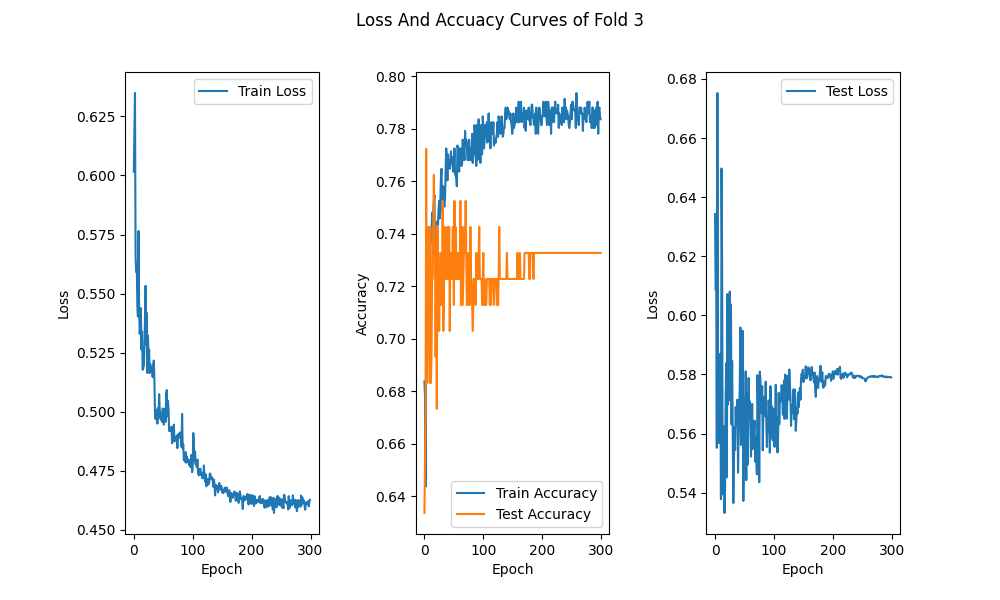 Loss And Accuacy Curves of Fold 3
Train Loss
0.625
0.600
0.575
0.550
0.525
0.500
0.475
0.450
Loss
0 100 200 300
Epoch
0.80
0.78
0.76
0.74
0.72
0.70
0.68
0.66
0.64
Accuracy
Train Accuracy
Test Accuracy
0 100 200 300
Epoch
Test Loss
0.68
0.66
0.64
0.62
0.60
0.58
0.56
0.54
Loss
0 100 200 300
Epoch